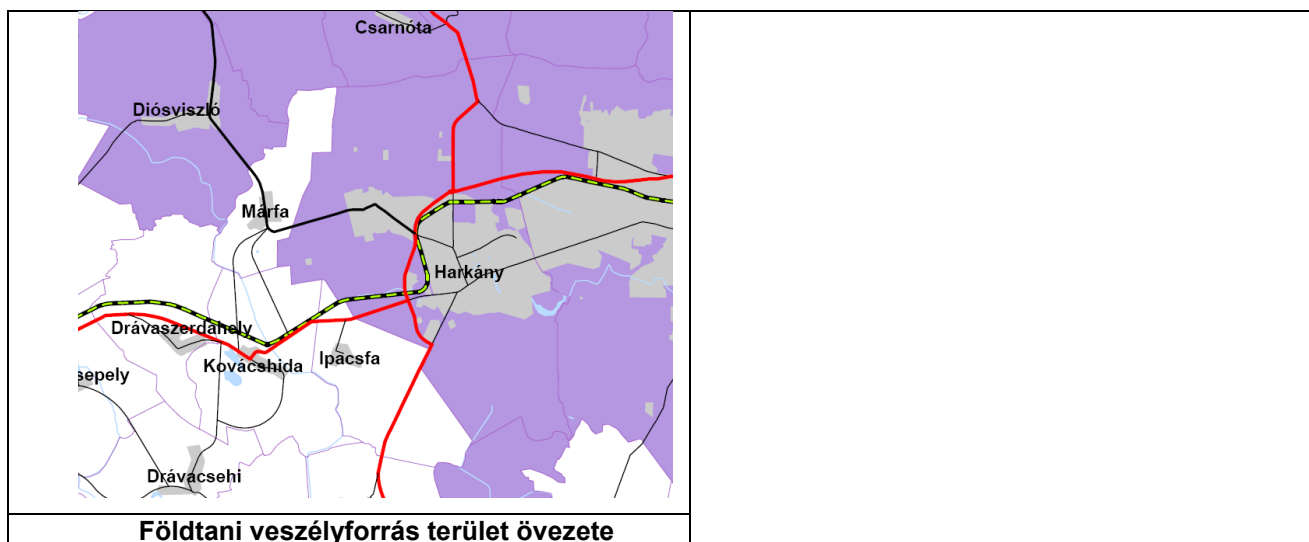 Csarnóta
Diósviszló
Márfa
Harkány
Drávaszerdahely
Kovácshida
Ipacsfa
sepely
Drávacsehi
Földtani veszélyforrás terület övezete